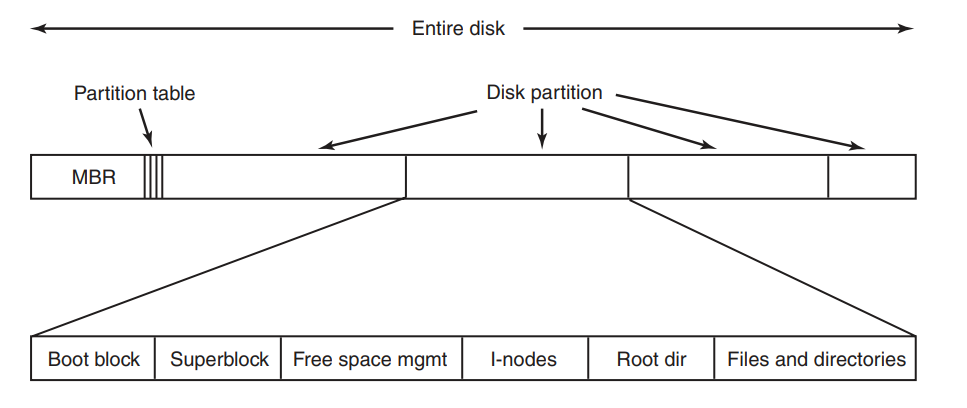 Entire disk
Partition table
Disk partition
MBR
Boot block
Superblock
Free space mgmt
I-nodes
Root dir
Files and directories